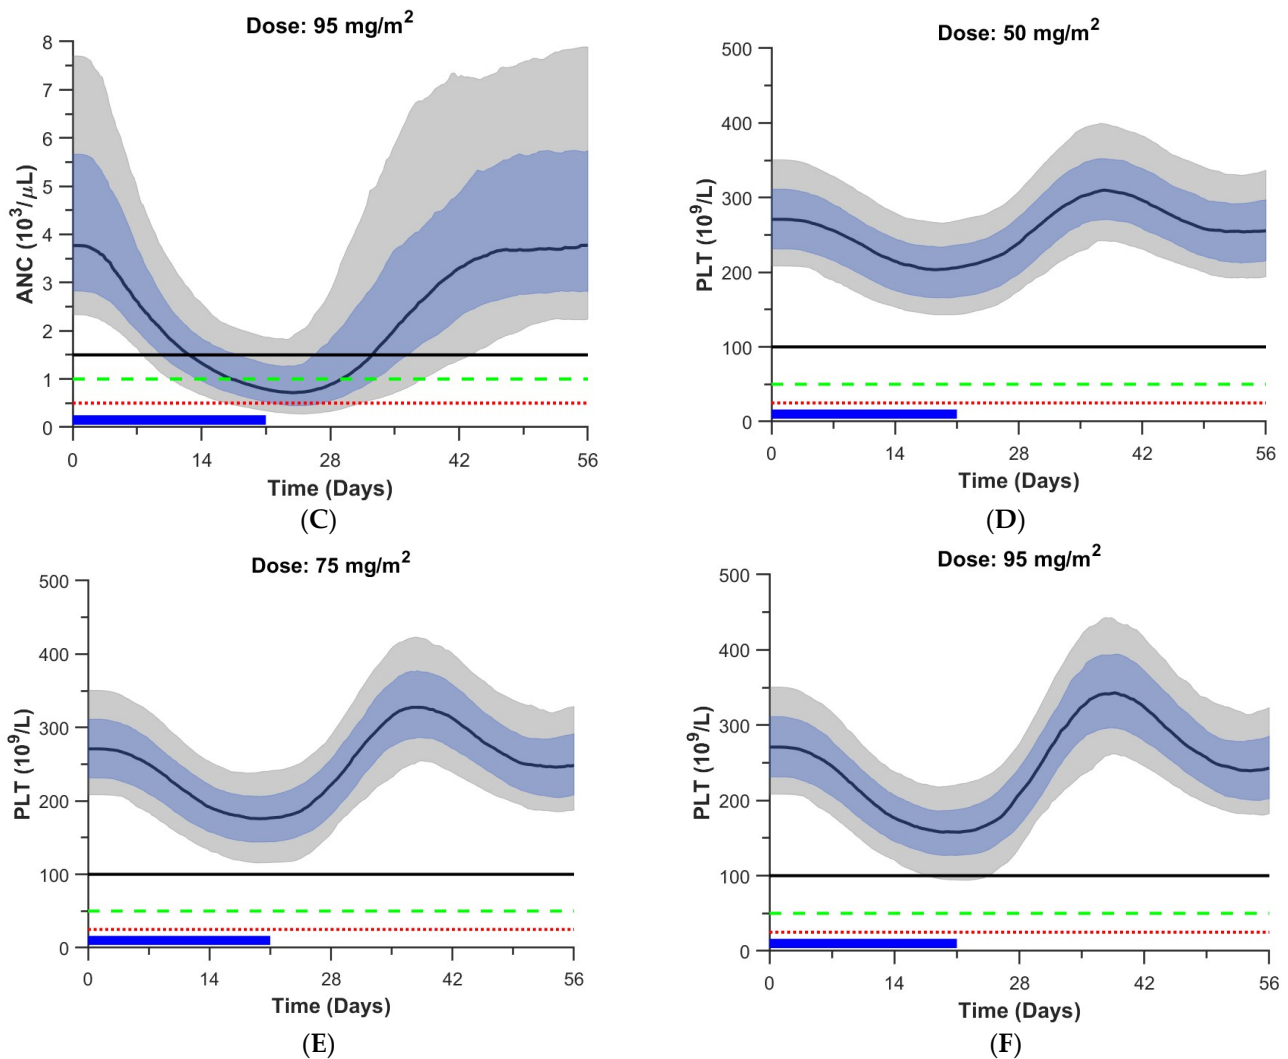 Dose: 95 mg/m2
8
7
6
5
4
3
2
1
0
ANC (103/μL)
0 14 28 42 56
Time (Days)
(C)
Dose: 50 mg/m2
500
400
300
200
100
0
PLT (109/L)
0 14 28 42 56
Time (Days)
(D)
Dose: 75 mg/m2
500
400
300
200
100
0
PLT (109/L)
0 14 28 42 56
Time (Days)
(E)
Dose: 95 mg/m2
500
400
300
200
100
0
PLT (109/L)
0 14 28 42 56
Time (Days)
(F)